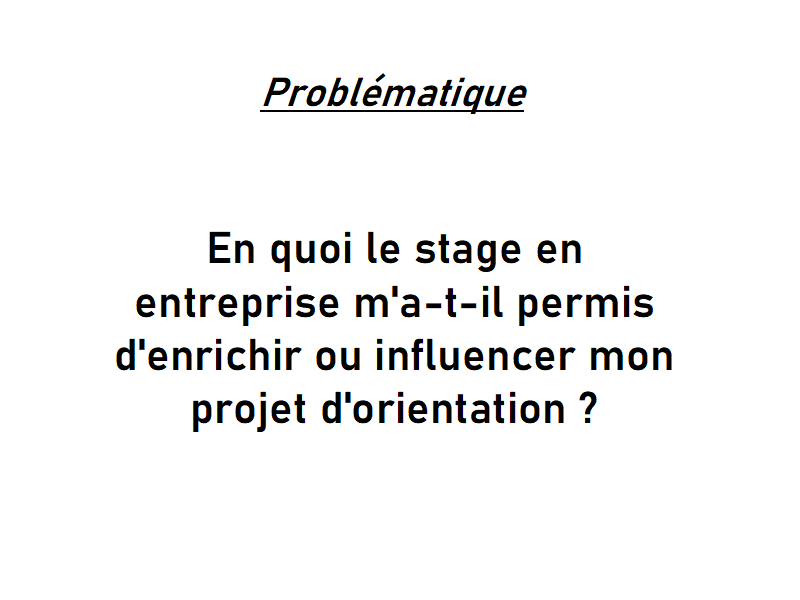 Problématique
En quoi le stage en
entreprise m'a-t-il permis
d'enrichir ou influencer mon
projet d'orientation ?